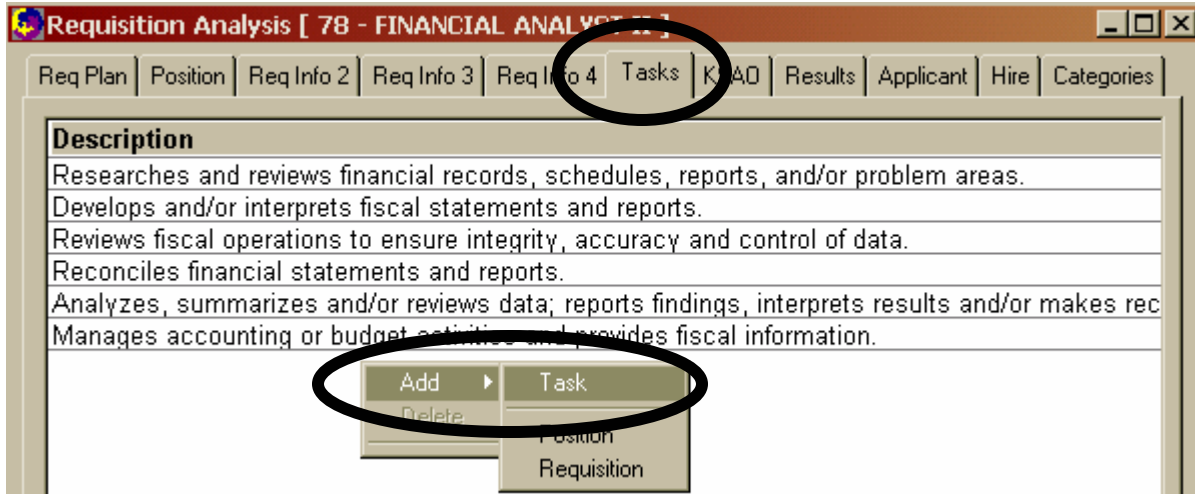 Requisition Analysis [ 78 - FINANCIAL ANALYST II ]
Req Plan Position Req Info 2 Req Info 3 Req Info 4 Tasks KSAO Results Applicant Hire Categories
Description
Researches and reviews financial records, schedules, reports, and/or problem areas.
Develops and/or interprets fiscal statements and reports.
Reviews fiscal operations to ensure integrity, accuracy and control of data.
Reconciles financial statements and reports.
Analyzes, summarizes and/or reviews data; reports findings, interprets results and/or makes rec
Manages accounting or budget activities and provides fiscal information.
Add Task
Delete
Position
Requisition